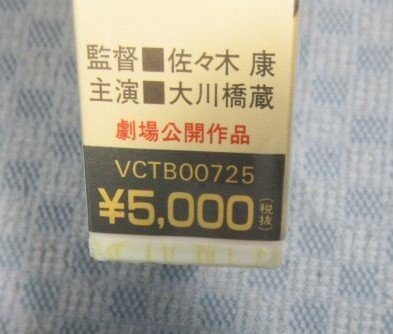 監督■佐々木 康
主演■大川橋蔵
劇場公開作品
VCTB00725
¥5,000(税抜)